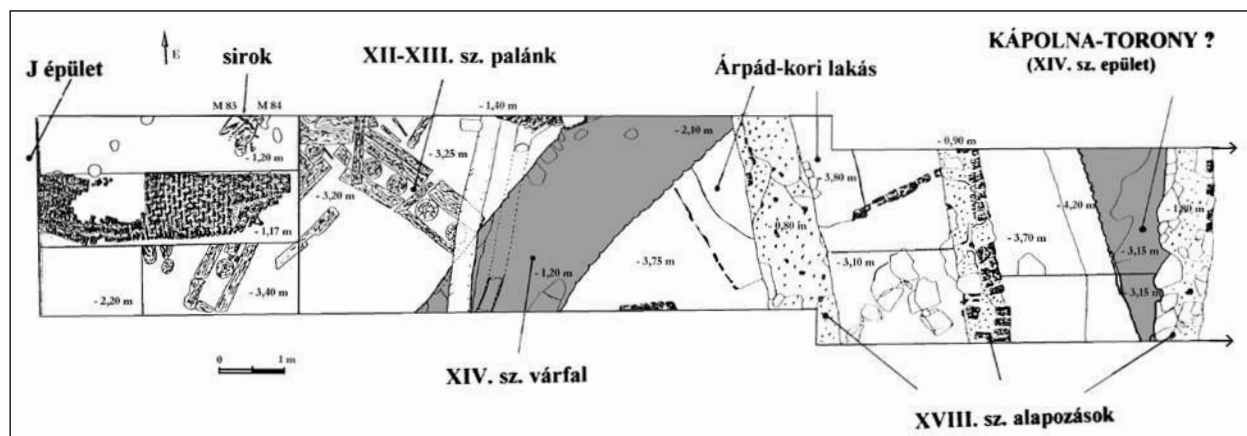 KÁPOLNA-TORONY ?
(XIV. sz. épület)
XII-XIII. sz. palánk
sirok
J épület
Árpád-kori lakás
E
M 83 M 84
- 1,40 m
- 2,10 m
- 0,90 m
- 1,20 m
- 3,25 m
- 3,80 m
- 3,20 m
- 4,20 m
- 1,80 m
- 1,17 m
- 0,80 m
- 3,70 m
- 3,15 m
- 3,75 m
- 3,10 m
- 1,20 m
- 3,15 m
- 2,20 m
- 3,40 m
0 1 m
XIV. sz. várfal
XVIII. sz. alapozások